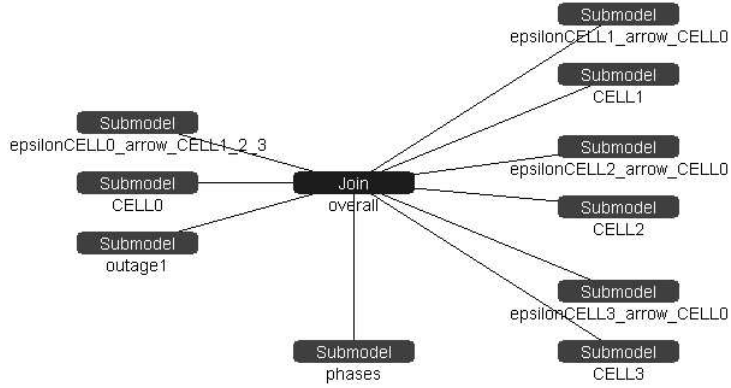 Submodel
epsilonCELL1_arrow_CELL0
Submodel
CELL1
Submodel
epsilonCELL0_arrow_CELL1_2_3
Submodel
epsilonCELL2_arrow_CELL0
Submodel
CELL0
Join
overall
Submodel
CELL2
Submodel
outage1
Submodel
epsilonCELL3_arrow_CELL0
Submodel
phases
Submodel
CELL3